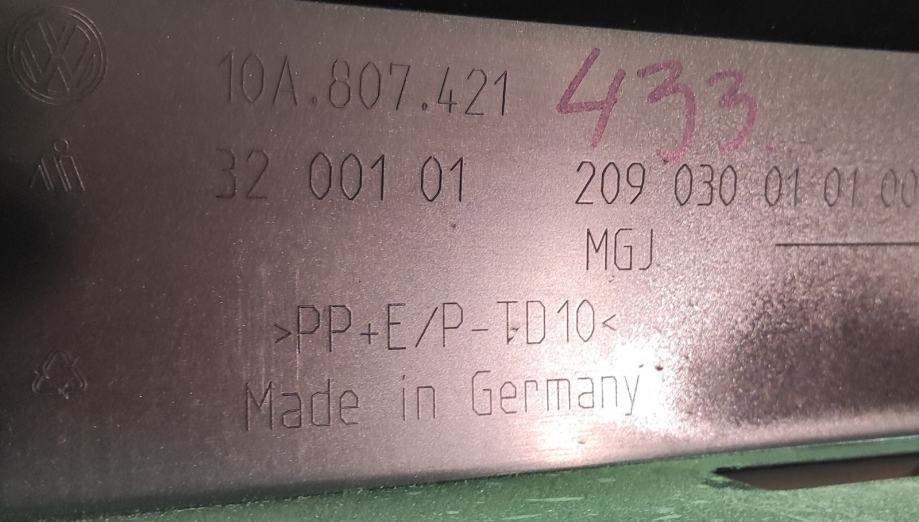 10A.807.421 433
32 001 01 209 030 01 01 00
MGJ
>PP+E/P-TD10<
Made in Germany